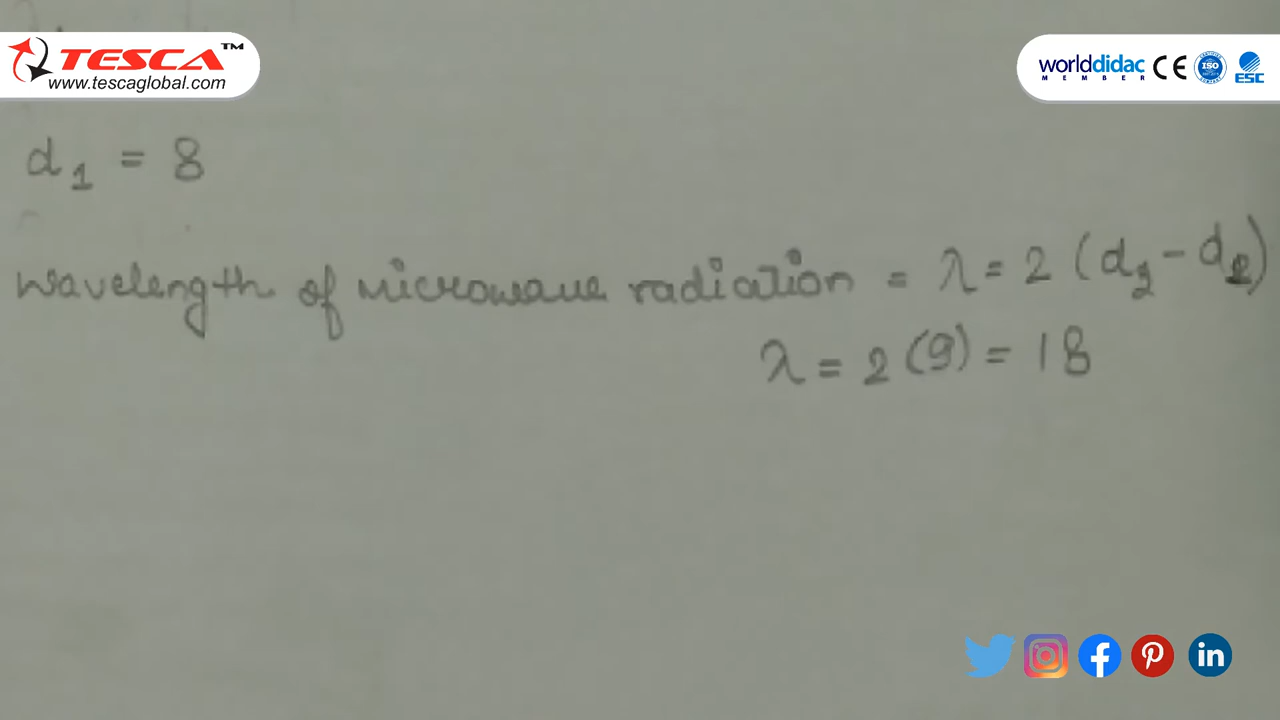 TESCA™
www.tescaglobal.com
worlddidac
MEMBER
CE
ISO
ESC
d₁ = 8
wavelength of microwave radiation = λ = 2 (d₂ - d
λ = 2 (9) = 18